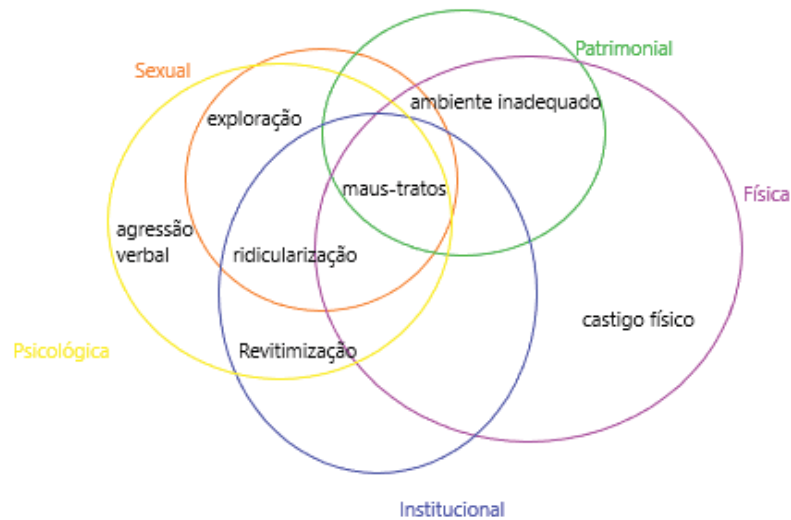 Patrimonial
Sexual
ambiente inadequado
exploração
maus-tratos
Física
agressão
verbal
ridicularização
castigo físico
Psicológica
Revitimização
Institucional